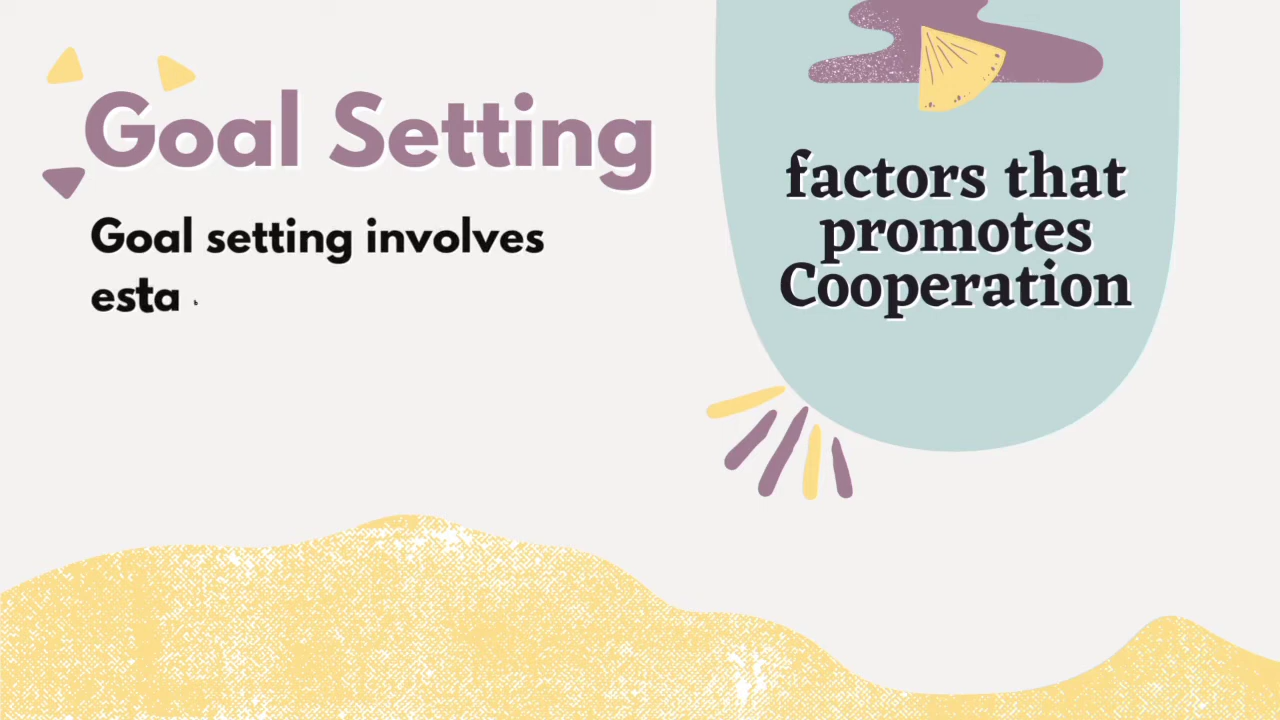 Goal Setting
Goal setting involves
esta
factors that
promotes
Cooperation